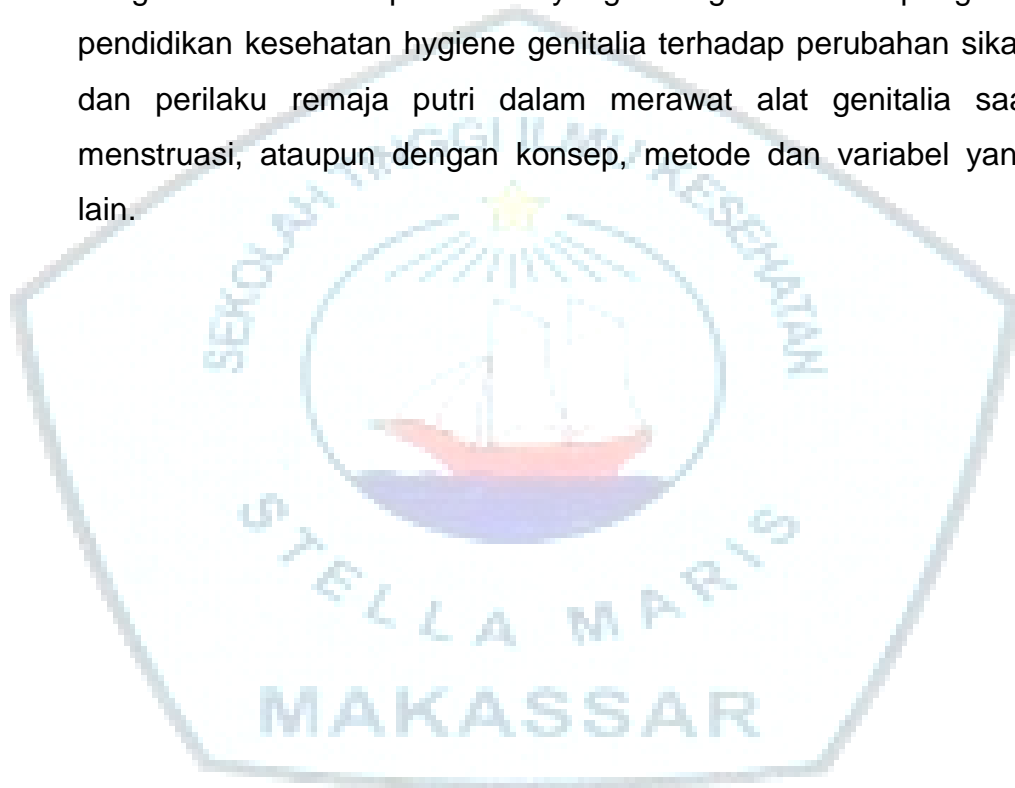 pendidikan kesehatan hygiene genitalia terhadap perubahan sika
dan perilaku remaja putri dalam merawat alat genitalia saa
menstruasi, ataupun dengan konsep, metode dan variabel yan
lain.
SEKOLAH TINGGI ILMU KESEHATAN
STELLA MARIS
MAKASSAR